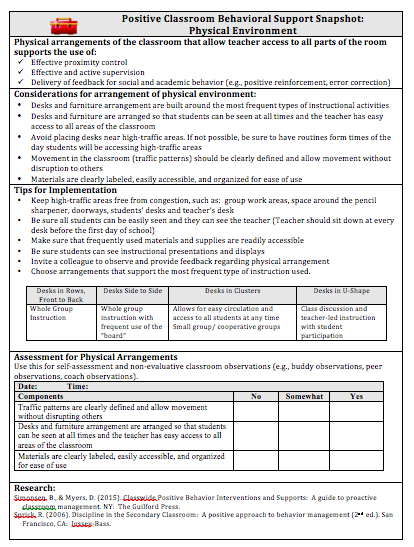 Positive Classroom Behavioral Support Snapshot:
Physical Environment
Physical arrangements of the classroom that allow teacher access to all parts of the room
supports the use of:
✓ Effective proximity control
✓ Effective and active supervision
✓ Delivery of feedback for social and academic behavior (e.g., positive reinforcement, error correction)
Considerations for arrangement of physical environment:
• Desks and furniture arrangement are built around the most frequent types of instructional activities
• Desks and furniture are arranged so that students can be seen at all times and the teacher has easy
access to all areas of the classroom
• Avoid placing desks near high-traffic areas. If not possible, be sure to have routines form times of the
day students will be accessing high-traffic areas
• Movement in the classroom (traffic patterns) should be clearly defined and allow movement without
disruption to others
• Materials are clearly labeled, easily accessible, and organized for ease of use
Tips for Implementation
• Keep high-traffic areas free from congestion, such as: group work areas, space around the pencil
sharpener, doorways, students' desks and teacher's desk
• Be sure all students can be easily seen and they can see the teacher (Teacher should sit down at every
desk before the first day of school)
• Make sure that frequently used materials and supplies are readily accessible
• Be sure students can see instructional presentations and displays
• Invite a colleague to observe and provide feedback regarding physical arrangement
• Choose arrangements that support the most frequent type of instruction used.
Desks in Rows,
Front to Back
Desks Side to Side
Desks in Clusters
Desks in U-Shape
Whole Group
Instruction
Whole group
instruction with
frequent use of the
"board"
Allows for easy circulation and
access to all students at any time
Small group/ cooperative groups
Class discussion and
teacher-led instruction
with student
participation
Assessment for Physical Arrangements
Use this for self-assessment and non-evaluative classroom observations (e.g., buddy observations, peer
observations, coach observations).
Date: Time:
Components No Somewhat Yes
Traffic patterns are clearly defined and allow movement
without disrupting others
Desks and furniture arrangement are arranged so that students
can be seen at all times and the teacher has easy access to all
areas of the classroom
Materials are clearly labeled, easily accessible, and organized
for ease of use
Research:
Simonsen, B., & Myers, D. (2015). Classwide Positive Behavior Interventions and Supports: A guide to proactive
classroom management. NY: The Guilford Press.
Sprick, R. (2006). Discipline in the Secondary Classroom: A positive approach to behavior management (2nd ed.). San
Francisco, CA: Jossey-Bass.